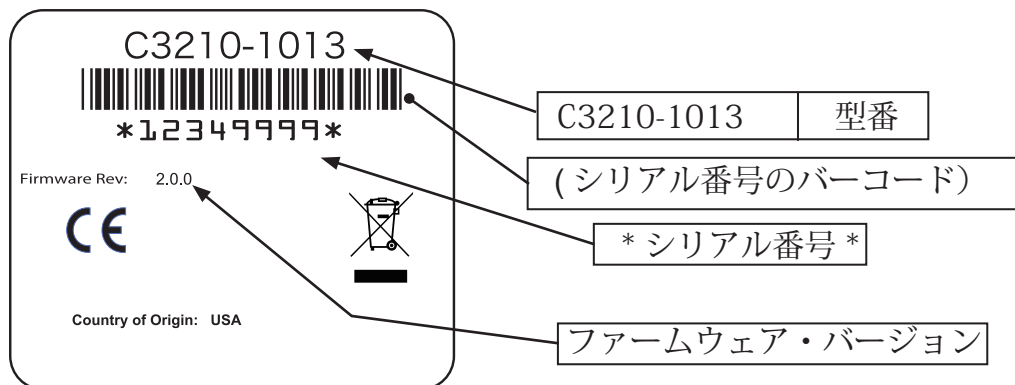 C3210-1013
*12349999*
Firmware Rev: 2.0.0
CE
Country of Origin: USA
C3210-1013 型番
(シリアル番号のバーコード）
* シリアル番号 *
ファームウェア・バージョン